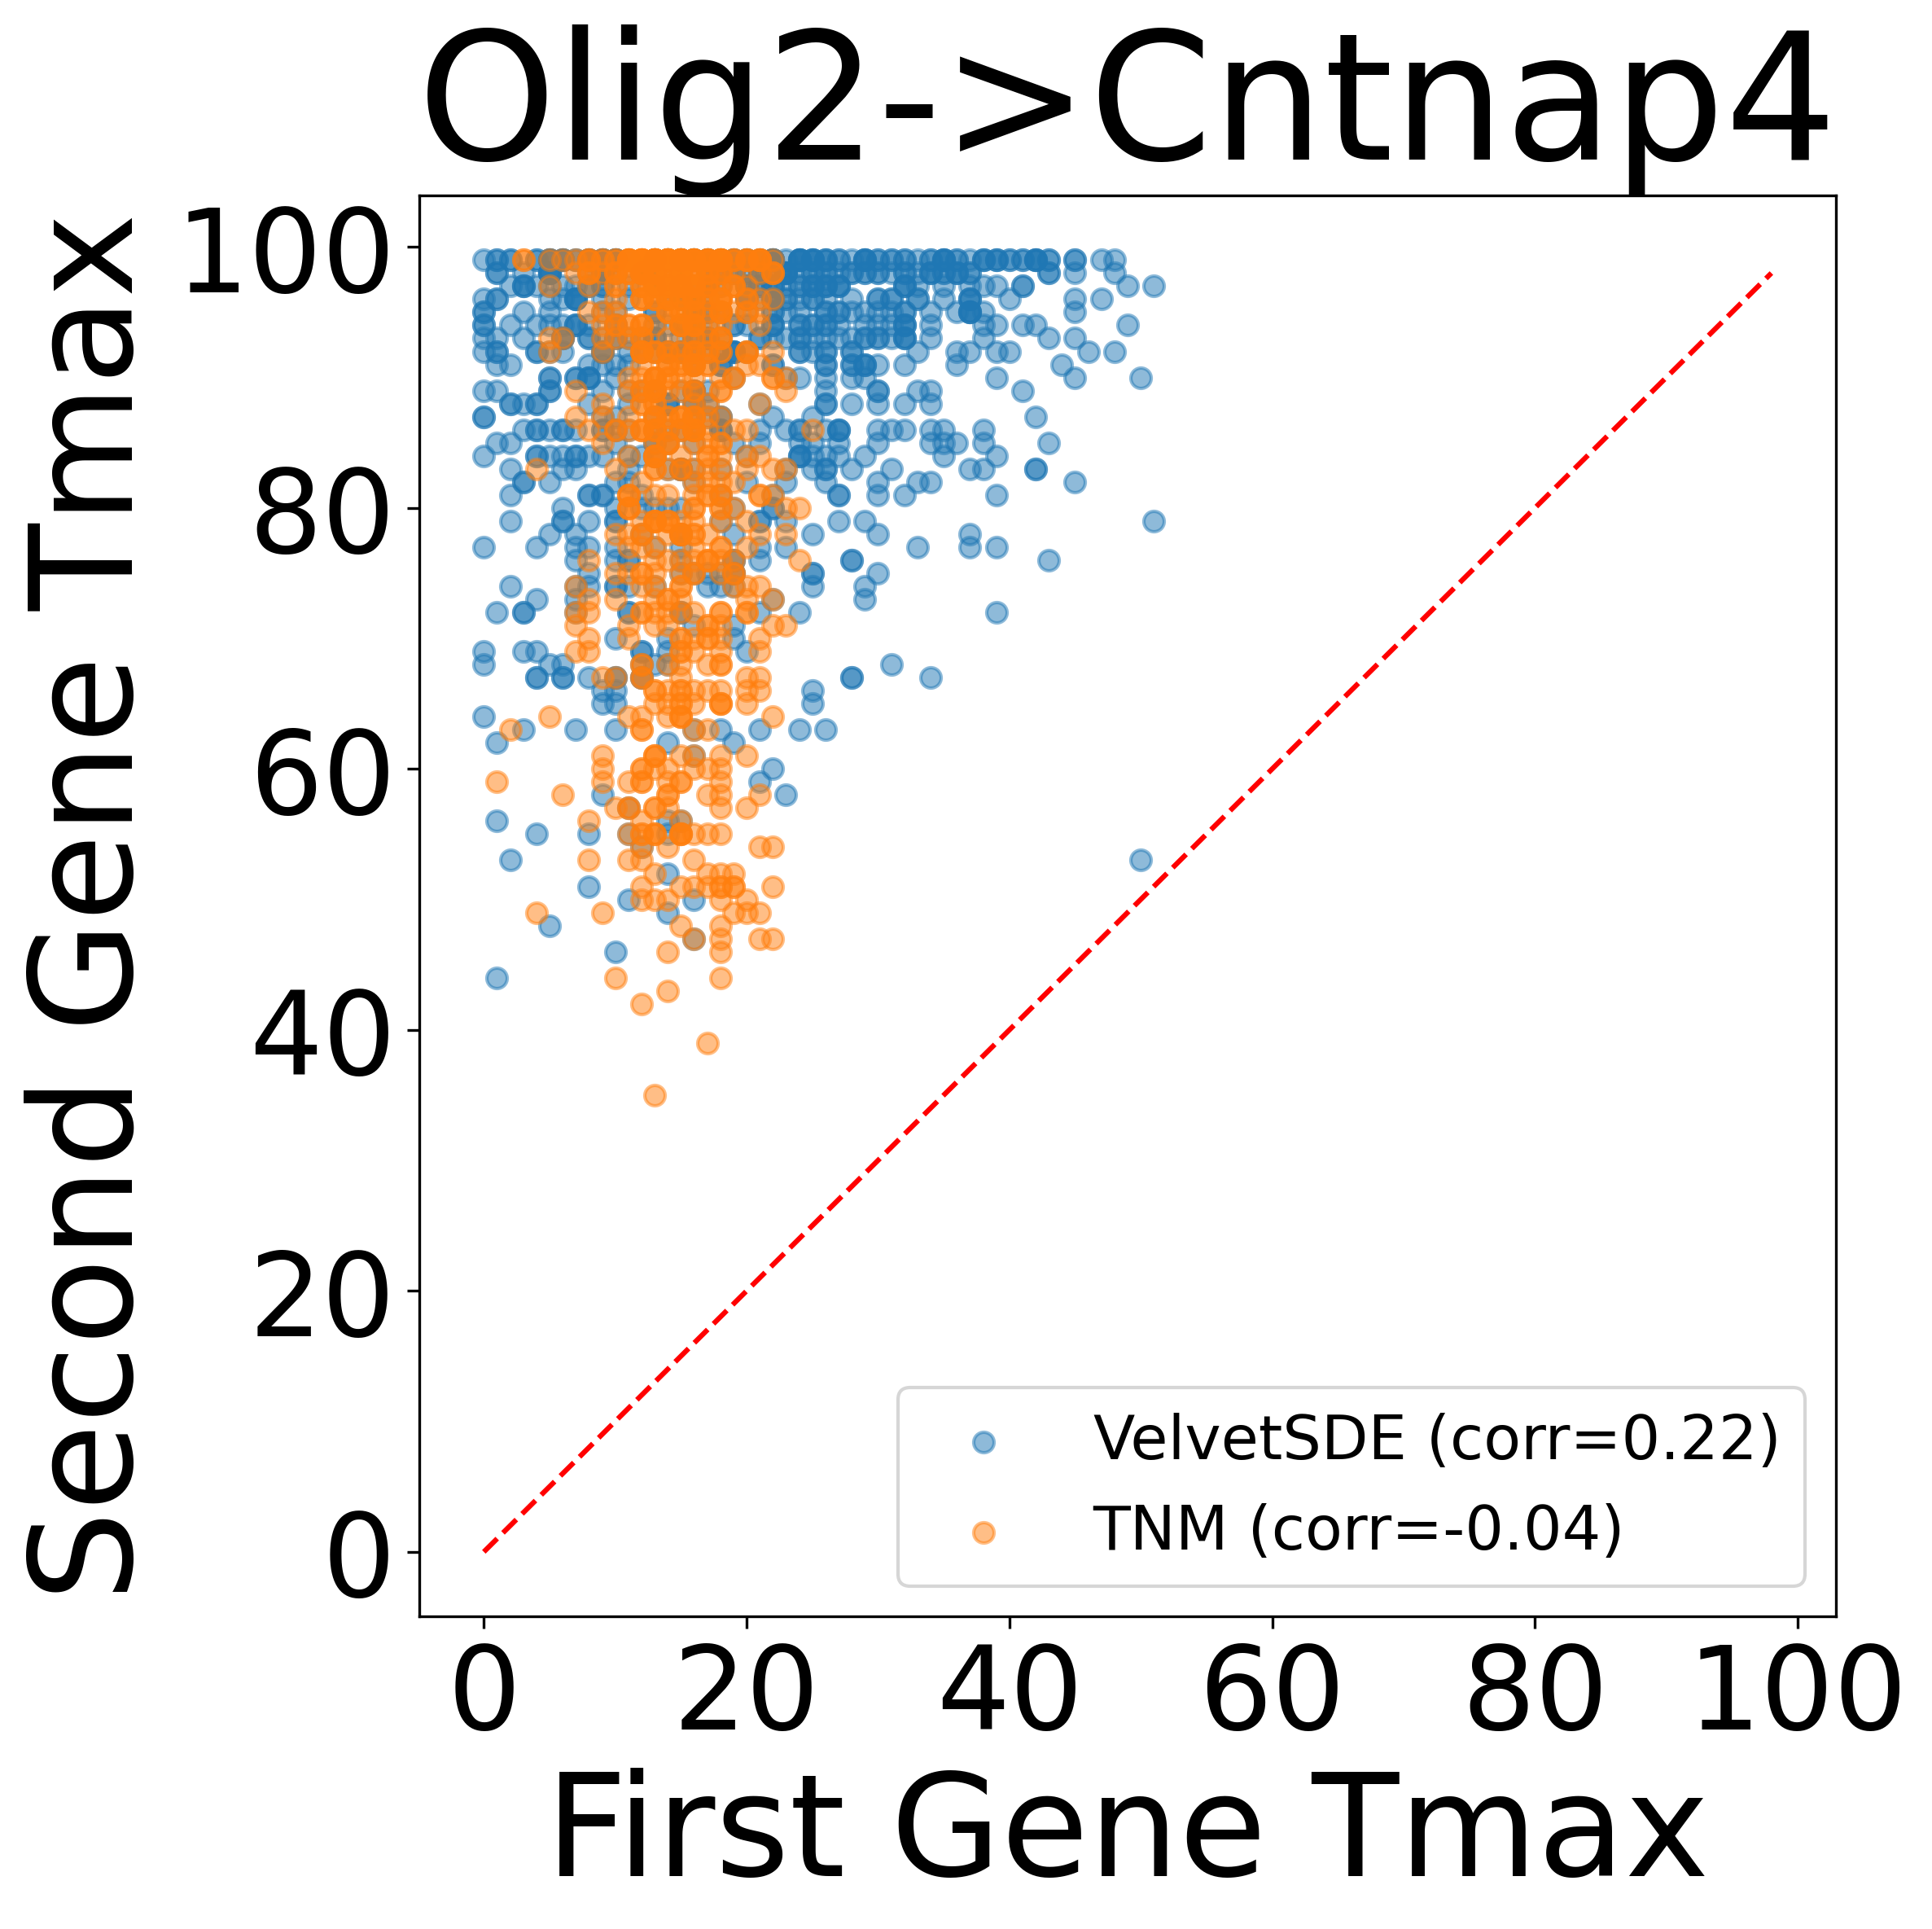 Olig2->Cntnap4
Second Gene Tmax
100
80
60
40
20
0
VelvetSDE (corr=0.22)
TNM (corr=-0.04)
0 20 40 60 80 100
First Gene Tmax